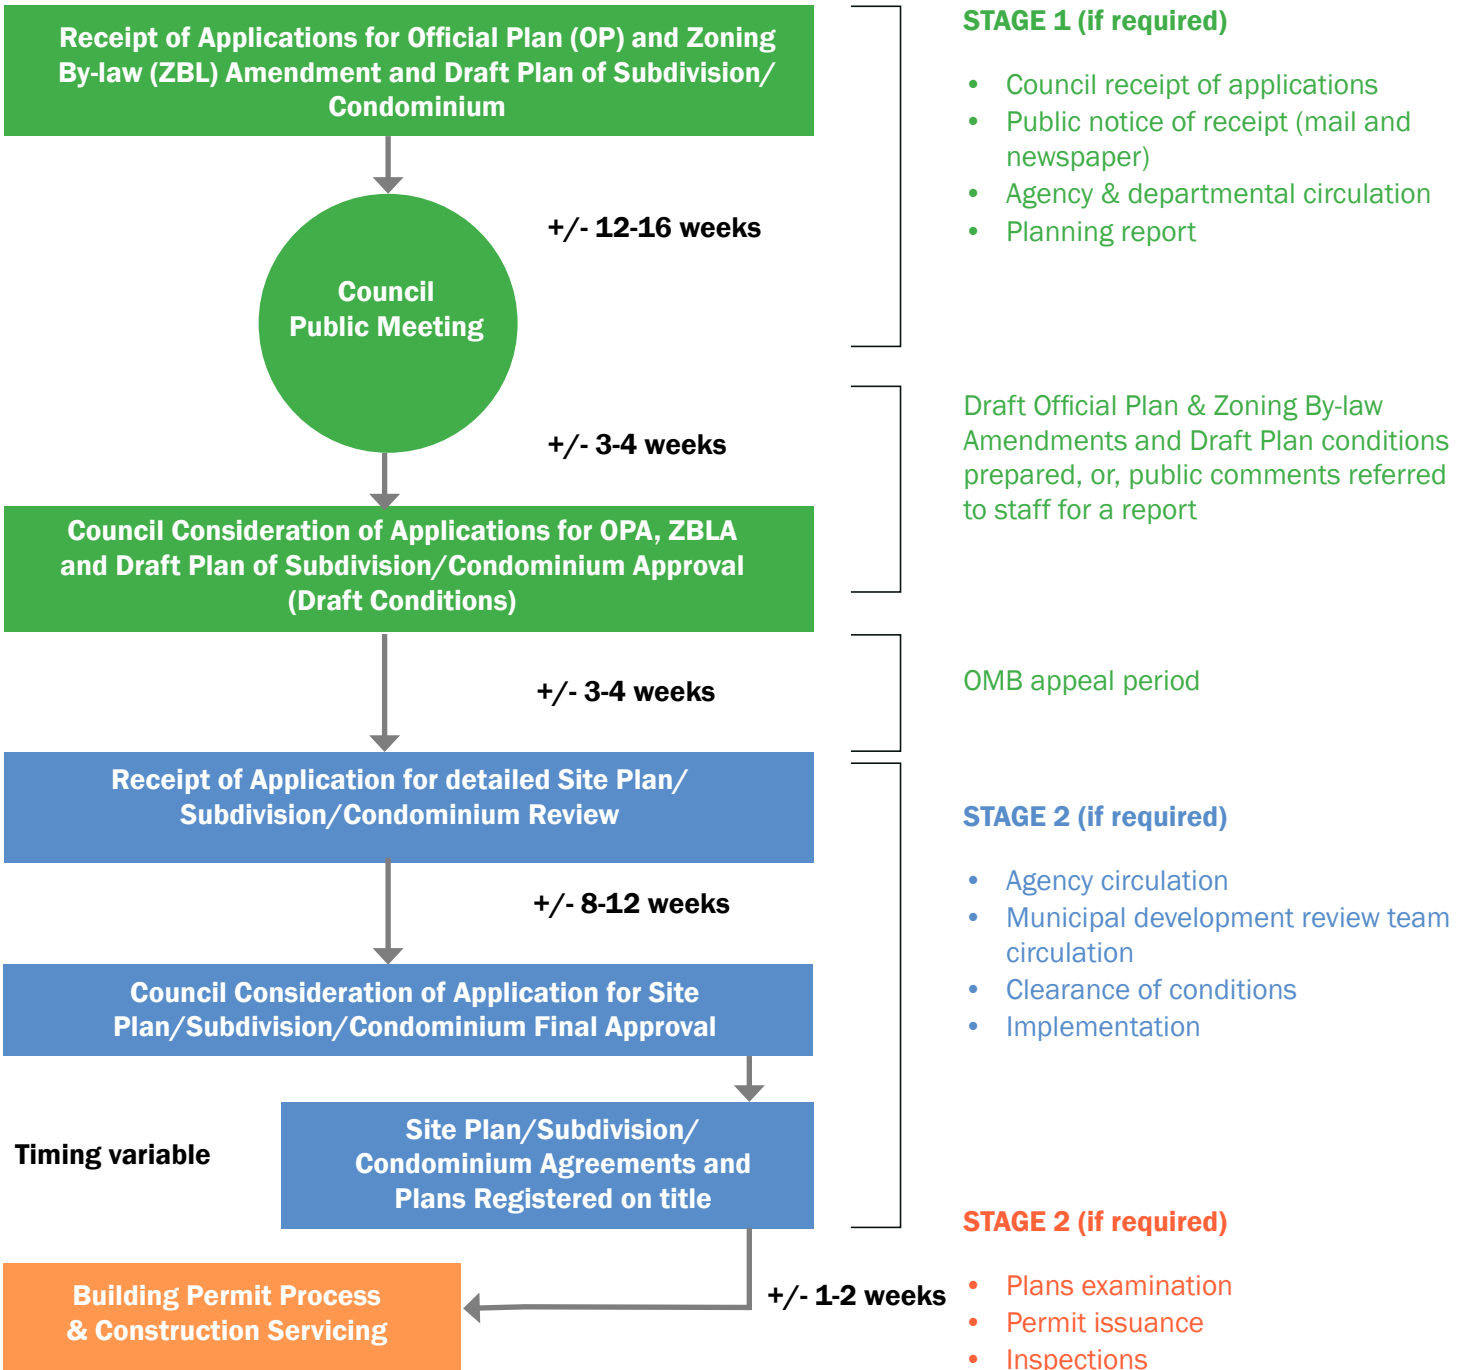 Receipt of Applications for Official Plan (OP) and Zoning
By-law (ZBL) Amendment and Draft Plan of Subdivision/
Condominium
STAGE 1 (if required)
• Council receipt of applications
• Public notice of receipt (mail and
newspaper)
• Agency & departmental circulation
• Planning report
+/- 12-16 weeks
Council
Public Meeting
+/- 3-4 weeks
Draft Official Plan & Zoning By-law
Amendments and Draft Plan conditions
prepared, or, public comments referred
to staff for a report
Council Consideration of Applications for OPA, ZBLA
and Draft Plan of Subdivision/Condominium Approval
(Draft Conditions)
+/- 3-4 weeks
OMB appeal period
Receipt of Application for detailed Site Plan/
Subdivision/Condominium Review
STAGE 2 (if required)
• Agency circulation
• Municipal development review team
circulation
• Clearance of conditions
• Implementation
+/- 8-12 weeks
Council Consideration of Application for Site
Plan/Subdivision/Condominium Final Approval
Timing variable
Site Plan/Subdivision/
Condominium Agreements and
Plans Registered on title
STAGE 2 (if required)
• Plans examination
• Permit issuance
• Inspections
+/- 1-2 weeks
Building Permit Process
& Construction Servicing